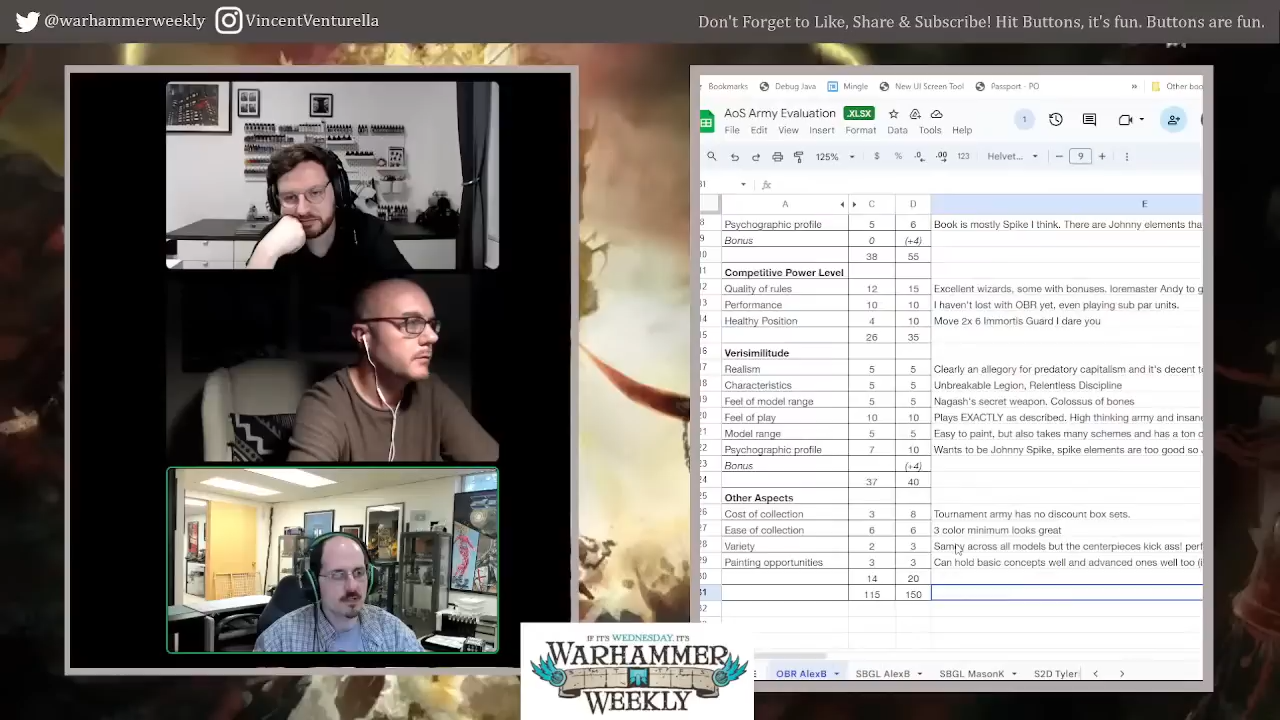 @warhammerweekly VincentVenturella
Don't Forget to Like, Share & Subscribe! Hit Buttons, it's fun. Buttons are fun.
Bookmarks Debug Java Mingle New UI Screen Tool Passport - PO » Other boo
AoS Army Evaluation .XLSX
File Edit View Insert Format Data Tools Help
125% $ % .0 .00 123 Helvet... 9
fx
A C D E
Psychographic profile 5 6 Book is mostly Spike I think. There are Johnny elements tha
Bonus 0 (+4)
38 55
Competitive Power Level
Quality of rules 12 15 Excellent wizards, some with bonuses. loremaster Andy to g
Performance 10 10 I haven't lost with OBR yet, even playing sub par units.
Healthy Position 4 10 Move 2x 6 Immortis Guard I dare you
26 35
Verisimilitude
Realism 5 5 Clearly an allegory for predatory capitalism and it's decent t
Characteristics 5 5 Unbreakable Legion, Relentless Discipline
Feel of model range 5 5 Nagash's secret weapon. Colossus of bones
Feel of play 10 10 Plays EXACTLY as described. High thinking army and insane
Model range 5 5 Easy to paint, but also takes many schemes and has a ton o
Psychographic profile 7 10 Wants to be Johnny Spike, spike elements are too good so
Bonus (+4)
37 40
Other Aspects
Cost of collection 3 8 Tournament army has no discount box sets.
Ease of collection 6 6 3 color minimum looks great
Variety 2 3 Samey across all models but the centerpieces kick ass! perf
Painting opportunities 3 3 Can hold basic concepts well and advanced ones well too (i
14 20
115 150
OBR AlexB SBGL AlexB SBGL MasonK S2D Tyler
IF IT'S WEDNESDAY, IT'S
WARHAMMER
WEEKLY